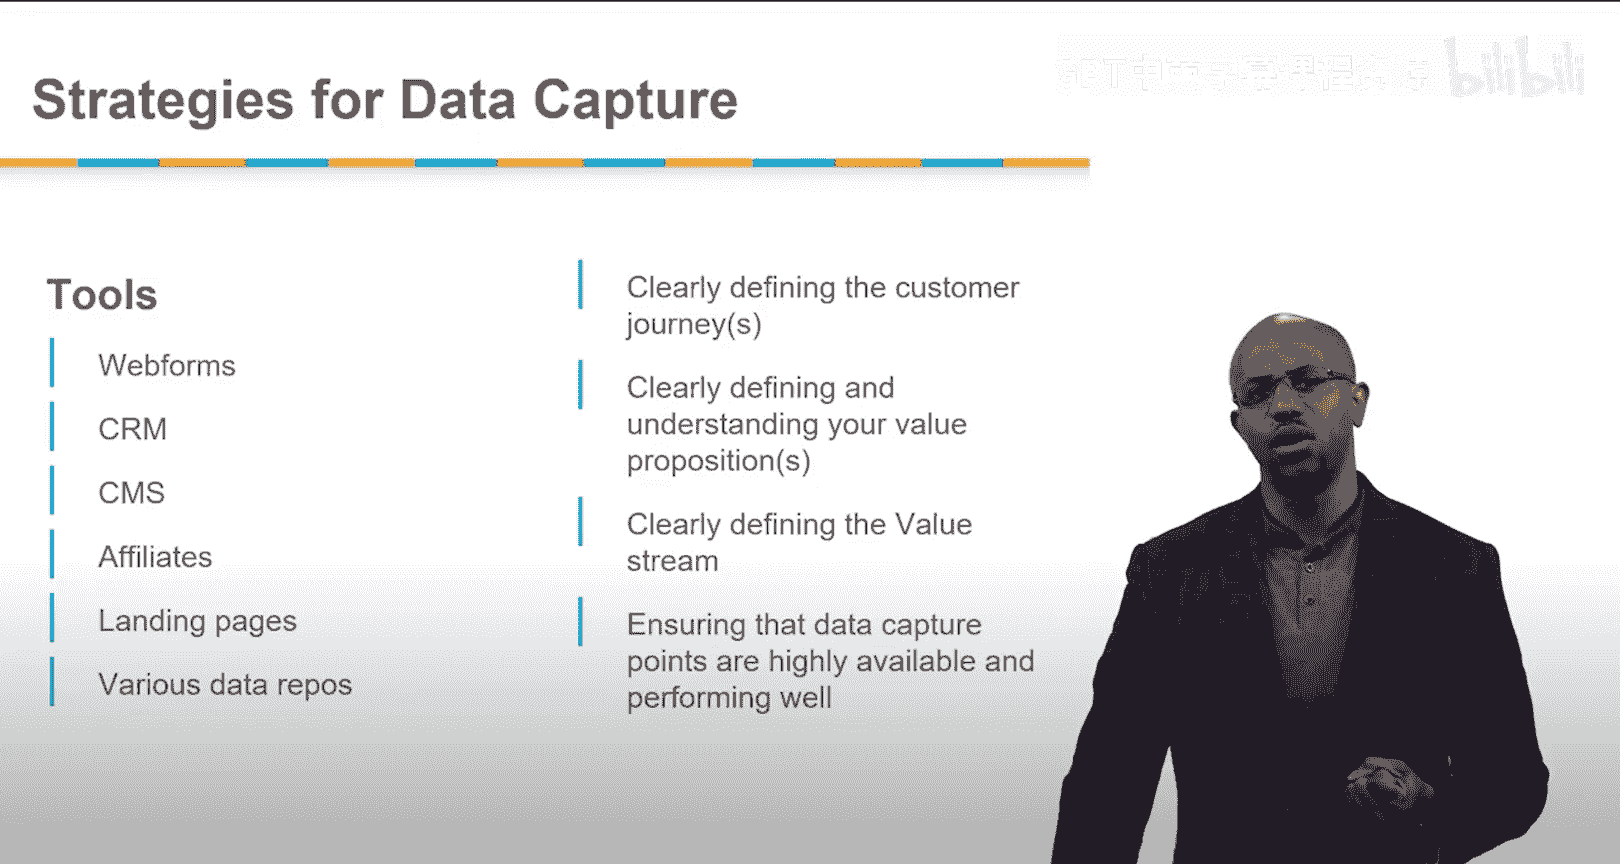 Strategies for Data Capture
Tools
Webforms
CRM
CMS
Affiliates
Landing pages
Various data repos
Clearly defining the customer
journey(s)
Clearly defining and
understanding your value
proposition(s)
Clearly defining the Value
stream
Ensuring that data capture
points are highly available and
performing well
bilibili